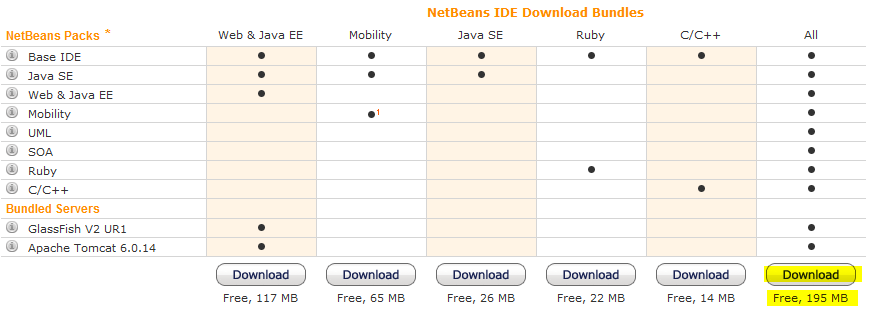 NetBeans IDE Download Bundles
NetBeans Packs * Web & Java EE Mobility Java SE Ruby C/C++ All
Base IDE ● ● ● ● ● ●
Java SE ● ● ● ●
Web & Java EE ● ●
Mobility ●1 ●
UML ●
SOA ●
Ruby ● ●
C/C++ ● ●
Bundled Servers
GlassFish V2 UR1 ● ●
Apache Tomcat 6.0.14 ● ●
Download Download Download Download Download Download
Free, 117 MB Free, 65 MB Free, 26 MB Free, 22 MB Free, 14 MB Free, 195 MB